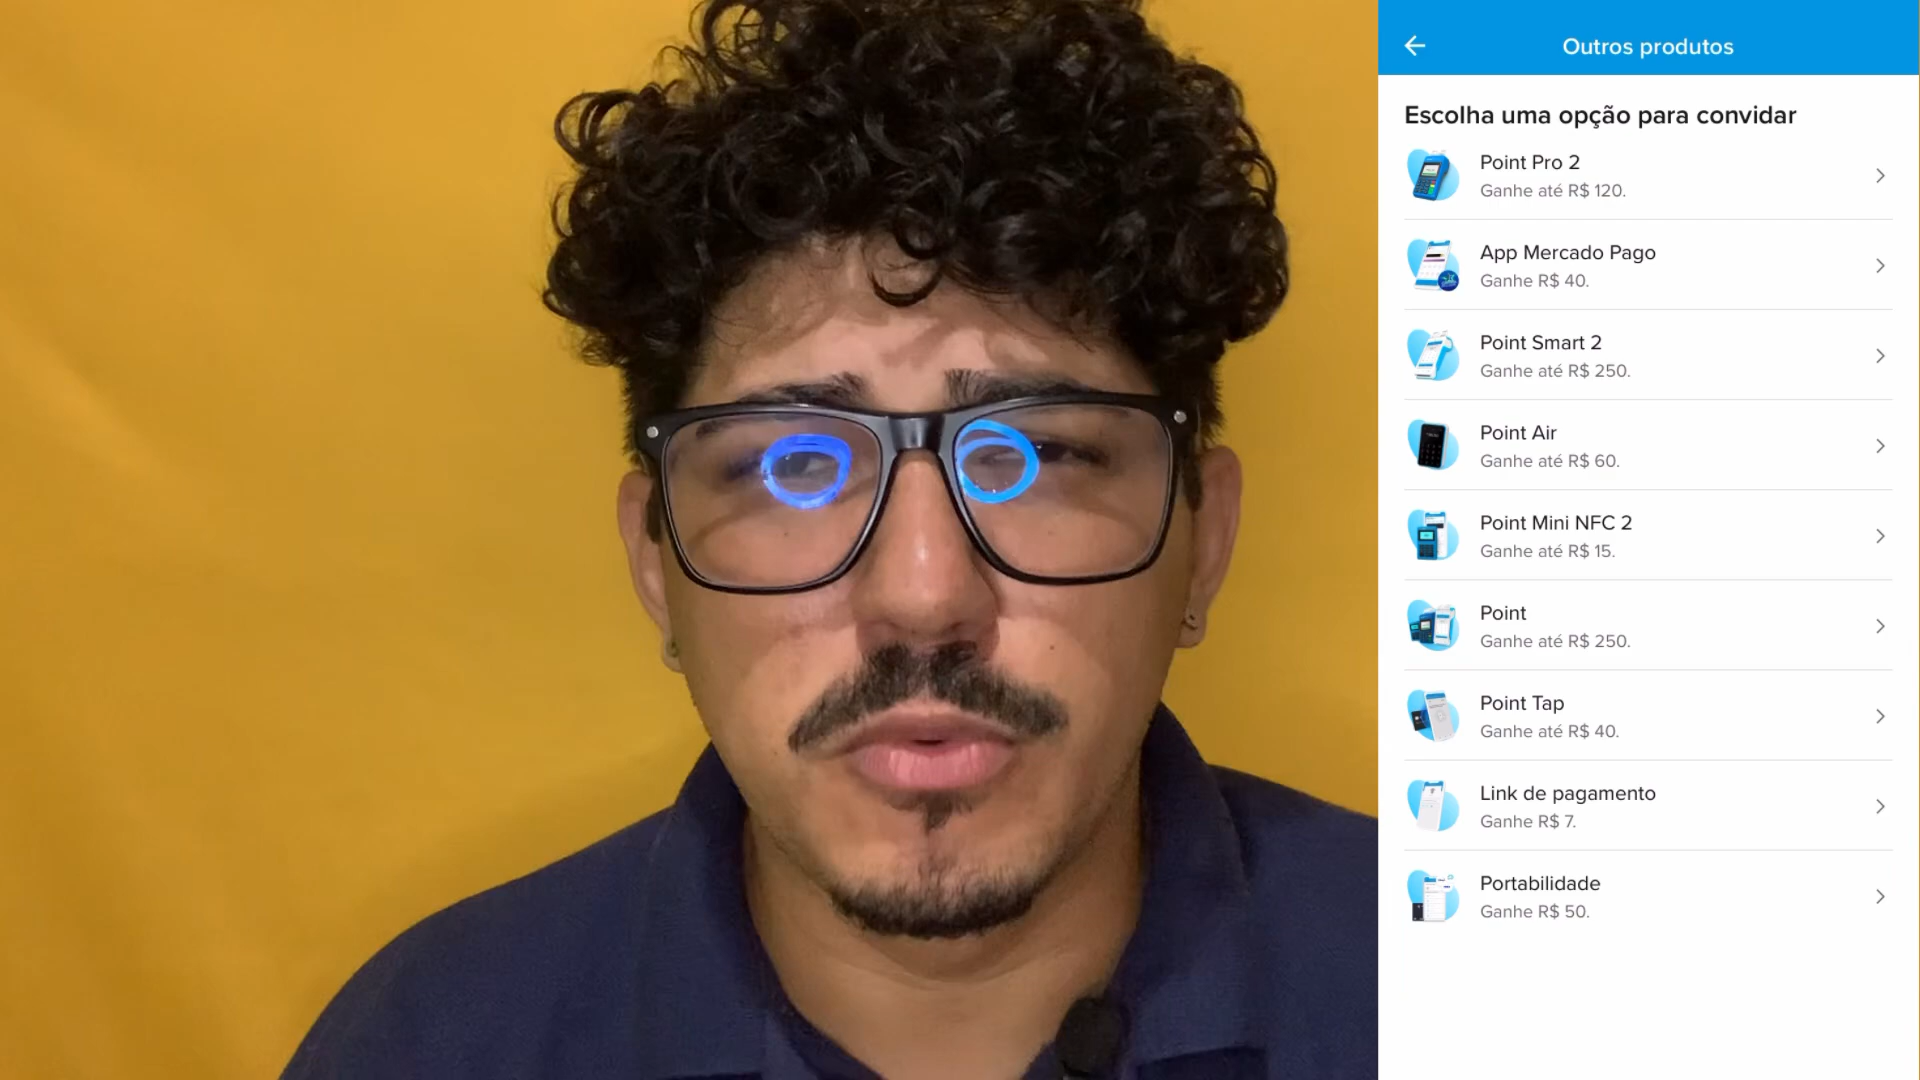 Outros produtos
Escolha uma opção para convidar
Point Pro 2
Ganhe até R$ 120.
App Mercado Pago
Ganhe R$ 40.
Point Smart 2
Ganhe até R$ 250.
Point Air
Ganhe até R$ 60.
Point Mini NFC 2
Ganhe até R$ 15.
Point
Ganhe até R$ 250.
Point Tap
Ganhe até R$ 40.
Link de pagamento
Ganhe R$ 7.
Portabilidade
Ganhe R$ 50.